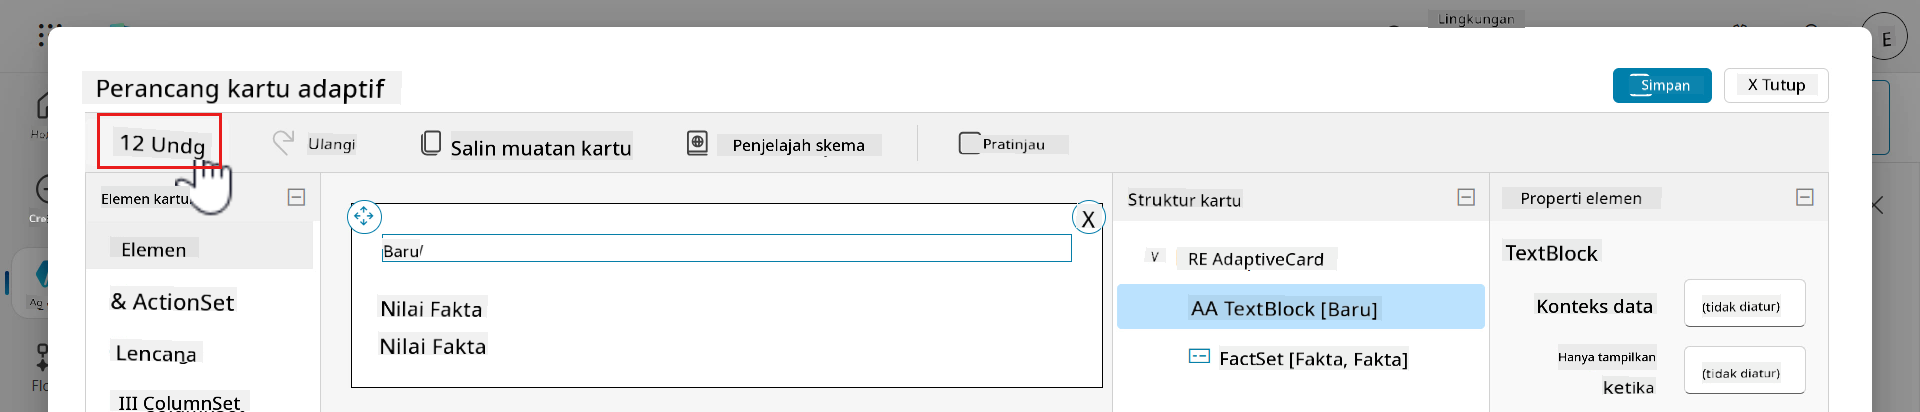 Lingkungan
E
Perancang kartu adaptif
Simpan
X Tutup
12 Undg
Ulangi
Salin muatan kartu
Penjelajah skema
Pratinjau
Elemen kartu
Struktur kartu
Properti elemen
X
Elemen
Baru
TextBlock
V RE AdaptiveCard
& ActionSet
Nilai Fakta
AA TextBlock [Baru]
Konteks data
(tidak diatur)
Lencana
Nilai Fakta
FactSet [Fakta, Fakta]
Hanya tampilkan
ketika
(tidak diatur)
III ColumnSet